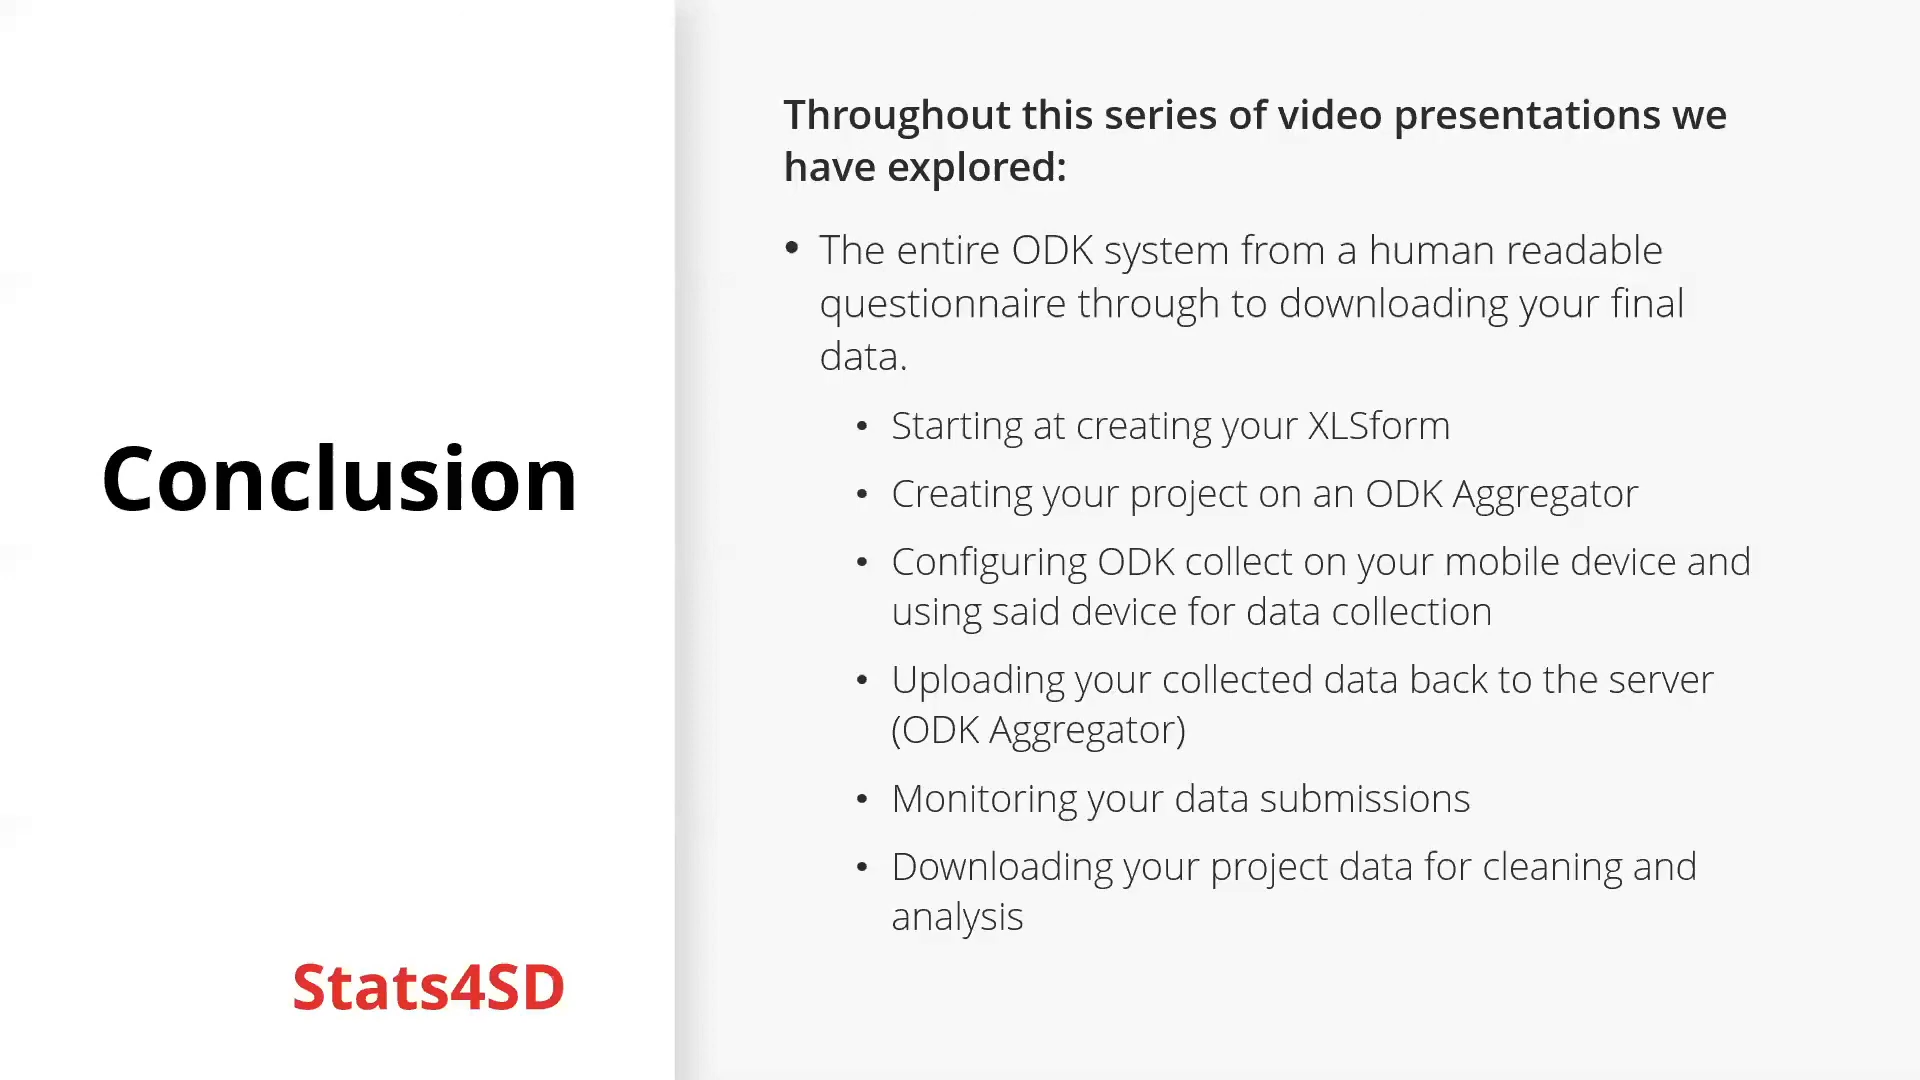 Conclusion
Stats4SD
Throughout this series of video presentations we
have explored:
• The entire ODK system from a human readable
questionnaire through to downloading your final
data.
• Starting at creating your XLSform
• Creating your project on an ODK Aggregator
• Configuring ODK collect on your mobile device and
using said device for data collection
• Uploading your collected data back to the server
(ODK Aggregator)
• Monitoring your data submissions
• Downloading your project data for cleaning and
analysis